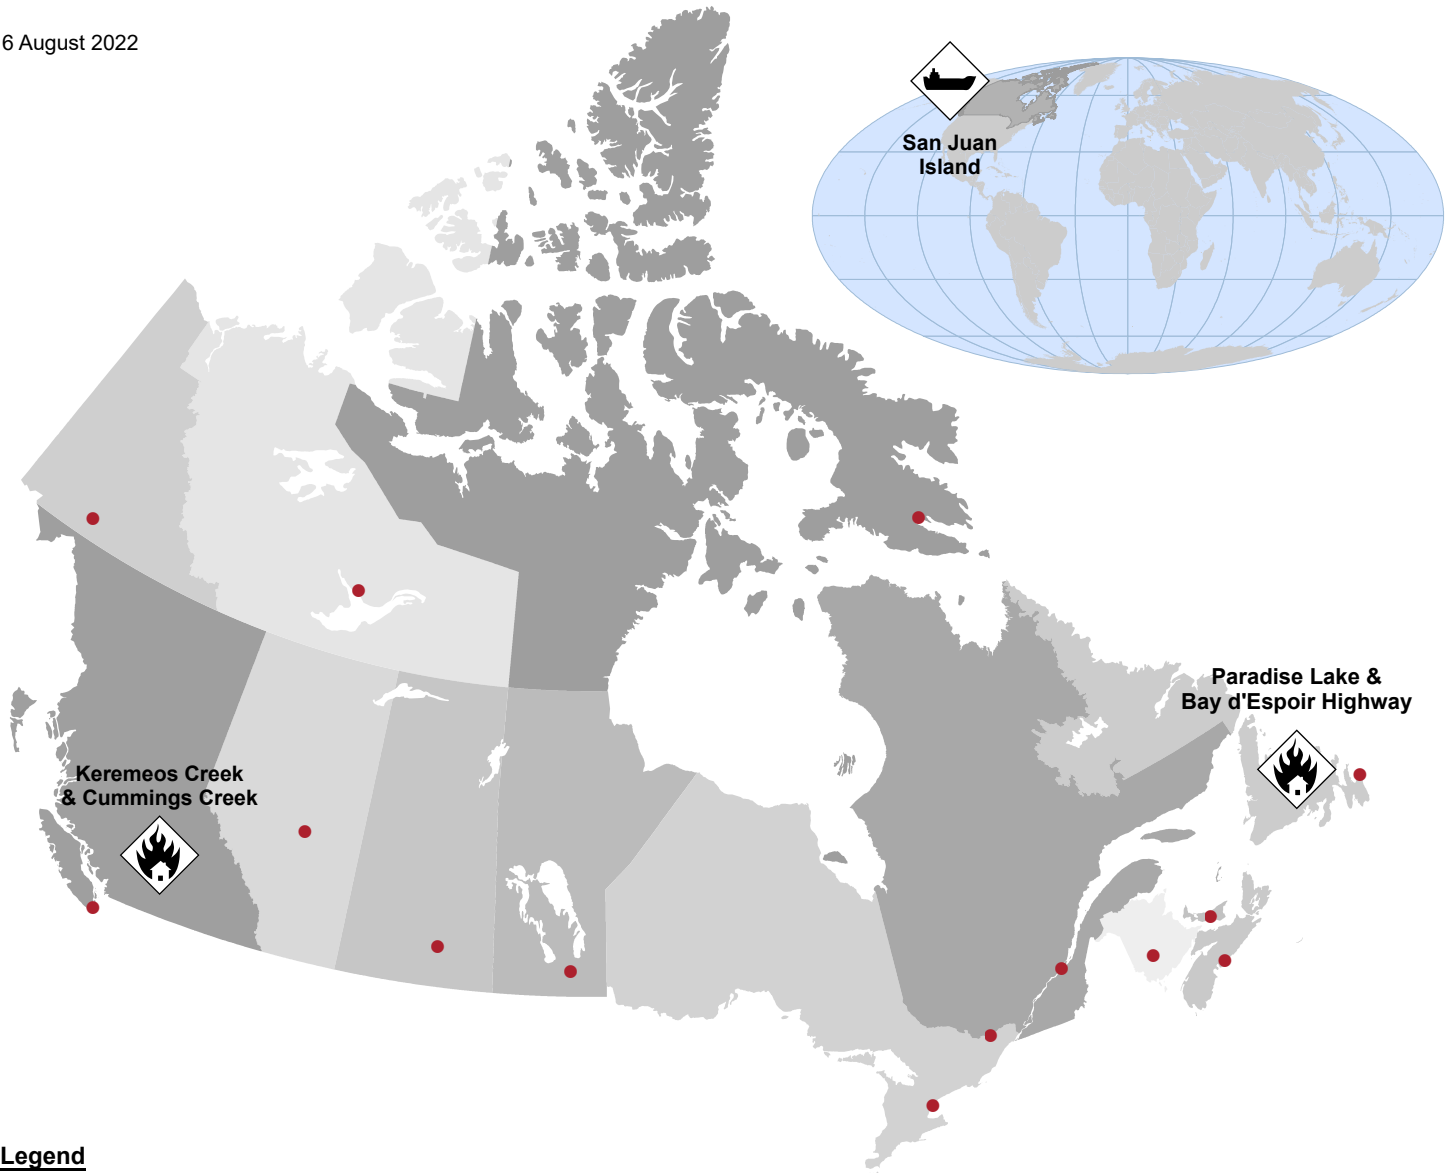 6 August 2022
San Juan
Island
Paradise Lake &
Bay d'Espoir Highway
Keremeos Creek
& Cummings Creek
Legend